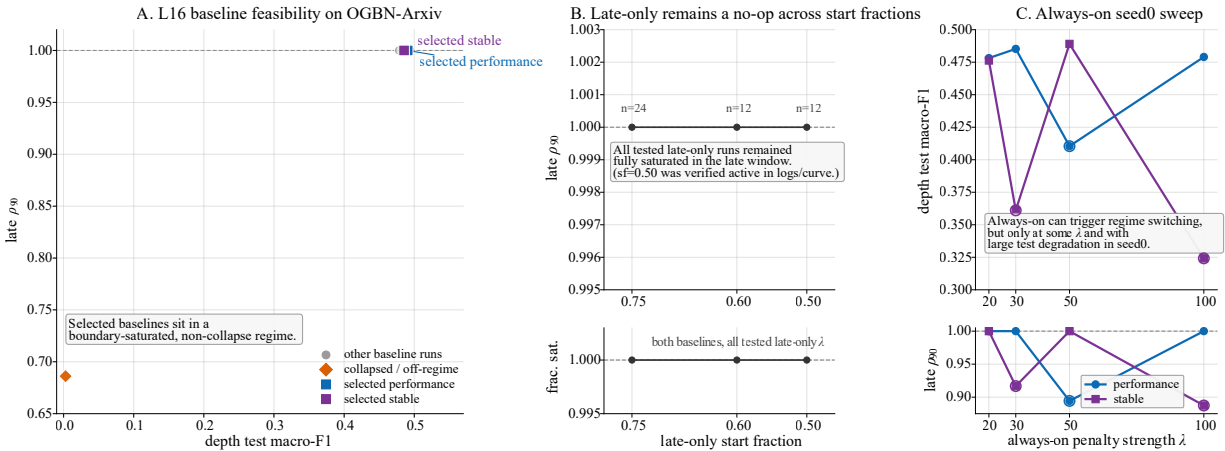 A. L16 baseline feasibility on OGBN-Arxiv
1.00
0.95
0.90
0.85
0.80
0.75
0.70
0.65
late ρ90
selected stable
selected performance
Selected baselines sit in a
boundary-saturated, non-collapse regime.
other baseline runs
collapsed / off-regime
selected performance
selected stable
0.0
0.1
0.2
0.3
0.4
0.5
depth test macro-F1
B. Late-only remains a no-op across start fractions
1.003
1.002
1.001
1.000
0.999
0.998
0.997
0.996
0.995
late ρ90
n=24
n=12
n=12
All tested late-only runs remained
fully saturated in the late window.
(sf=0.50 was verified active in logs/curve.)
0.75
0.60
0.50
1.000
0.995
frac. sat.
both baselines, all tested late-only λ
0.75
0.60
0.50
late-only start fraction
C. Always-on seed0 sweep
0.500
0.475
0.450
0.425
0.400
0.375
0.350
0.325
0.300
depth test macro-F1
Always-on can trigger regime switching,
but only at some λ and with
large test degradation in seed0.
20
30
50
100
1.00
0.95
0.90
late ρ90
performance
stable
20
30
50
100
always-on penalty strength λ